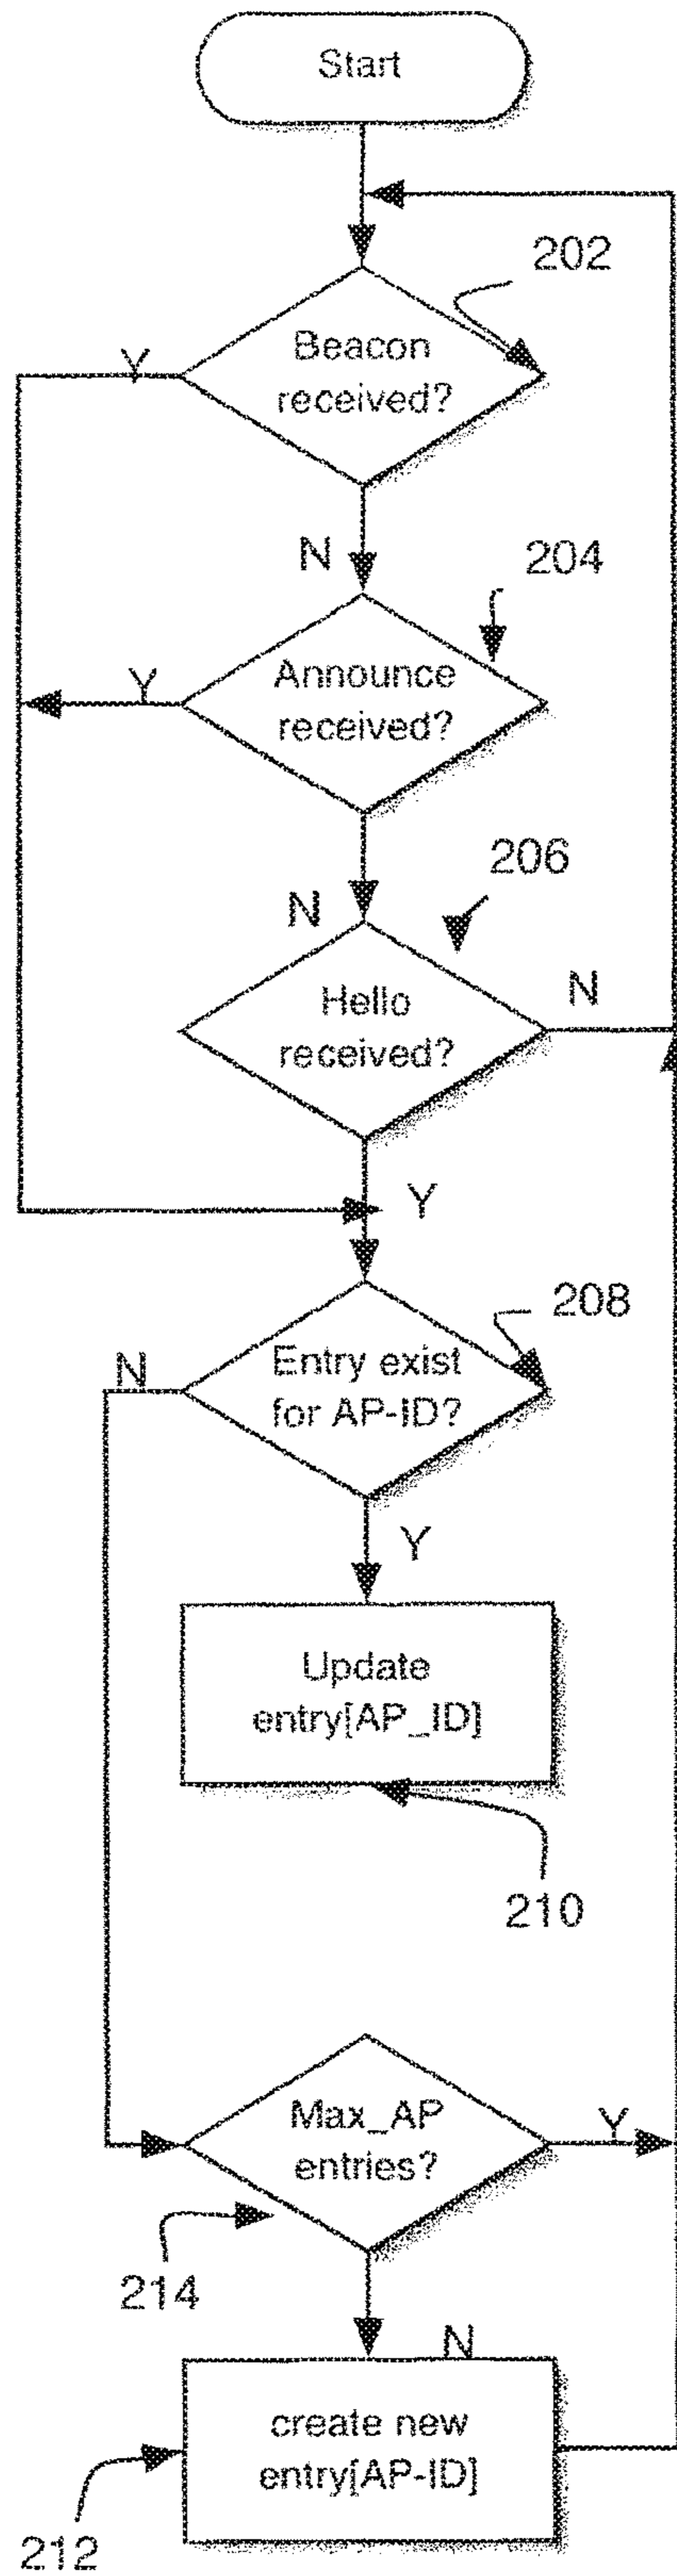 Start
202
Beacon
received?
Y
N
204
Announce
received?
Y
206
N
Hello
received?
N
Y
208
Entry exist
for AP-ID?
N
Y
Update
entry[AP_ID]
210
Max_AP
entries?
Y
214
N
create new
entry[AP-ID]
212